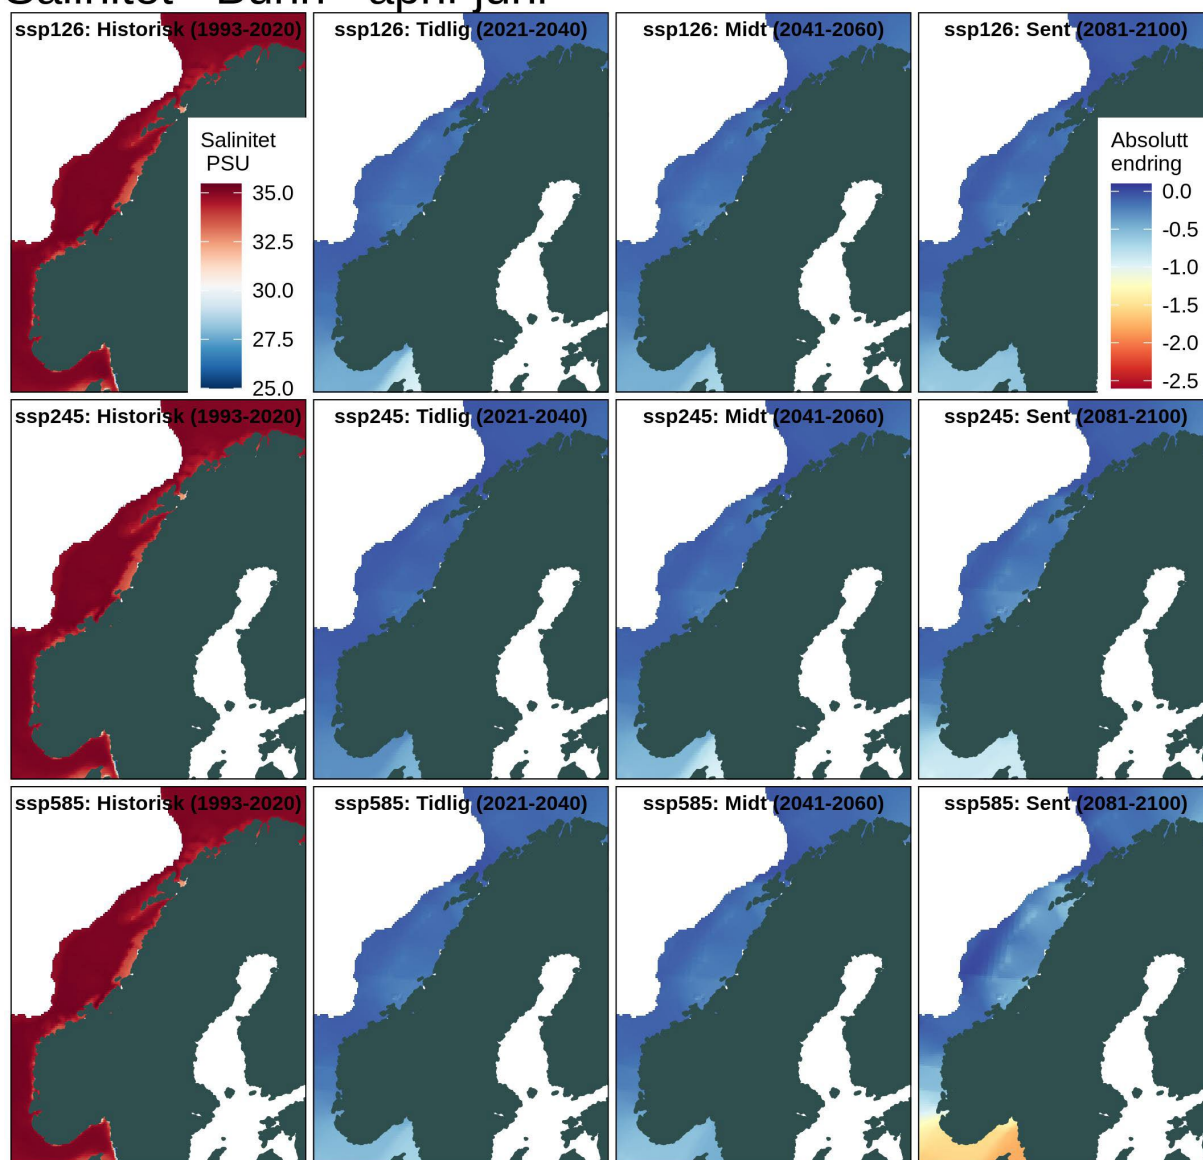 ssp126: Historisk (1993-2020)
ssp126: Tidlig (2021-2040)
ssp126: Midt (2041-2060)
ssp126: Sent (2081-2100)
Salinitet
PSU
35.0
32.5
30.0
27.5
25.0
Absolutt
endring
0.0
-0.5
-1.0
-1.5
-2.0
-2.5
ssp245: Historisk (1993-2020)
ssp245: Tidlig (2021-2040)
ssp245: Midt (2041-2060)
ssp245: Sent (2081-2100)
ssp585: Historisk (1993-2020)
ssp585: Tidlig (2021-2040)
ssp585: Midt (2041-2060)
ssp585: Sent (2081-2100)